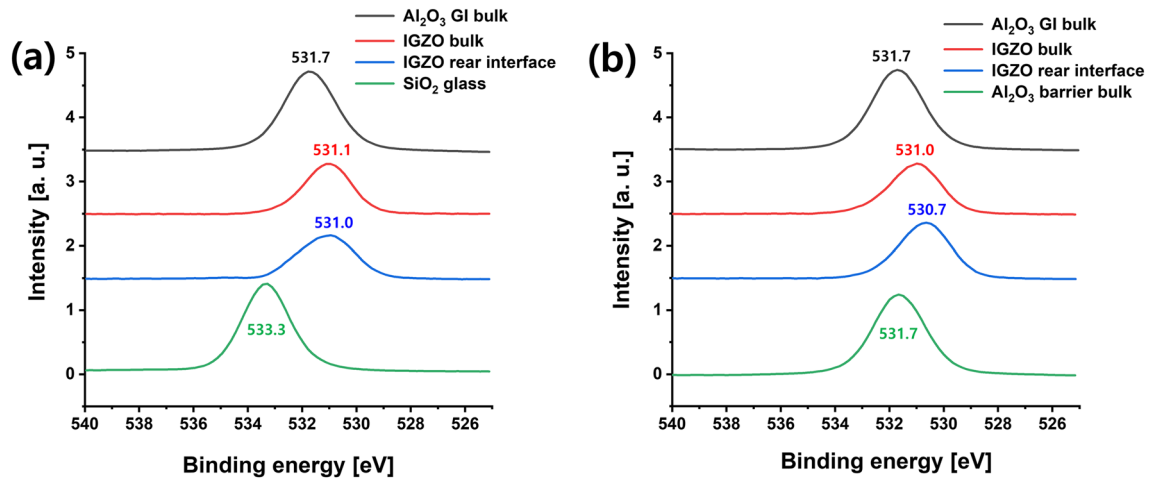 (a)
Al₂O₃ GI bulk
IGZO bulk
IGZO rear interface
SiO₂ glass
5
4
3
2
1
0
Intensity [a. u.]
531.7
531.1
531.0
533.3
540 538 536 534 532 530 528 526
Binding energy [eV]
(b)
Al₂O₃ GI bulk
IGZO bulk
IGZO rear interface
Al₂O₃ barrier bulk
5
4
3
2
1
0
Intensity [a. u.]
531.7
531.0
530.7
531.7
540 538 536 534 532 530 528 526
Binding energy [eV]